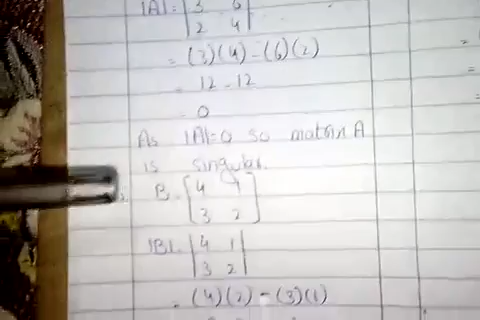 |A| = |3 6|
|2 4|
= (3)(4) - (6)(2)
= 12 - 12
= 0
As |A|=0 so matrix A
is singular.
B = [4 1]
[3 2]
|B| = |4 1|
|3 2|
= (4)(2) - (3)(1)